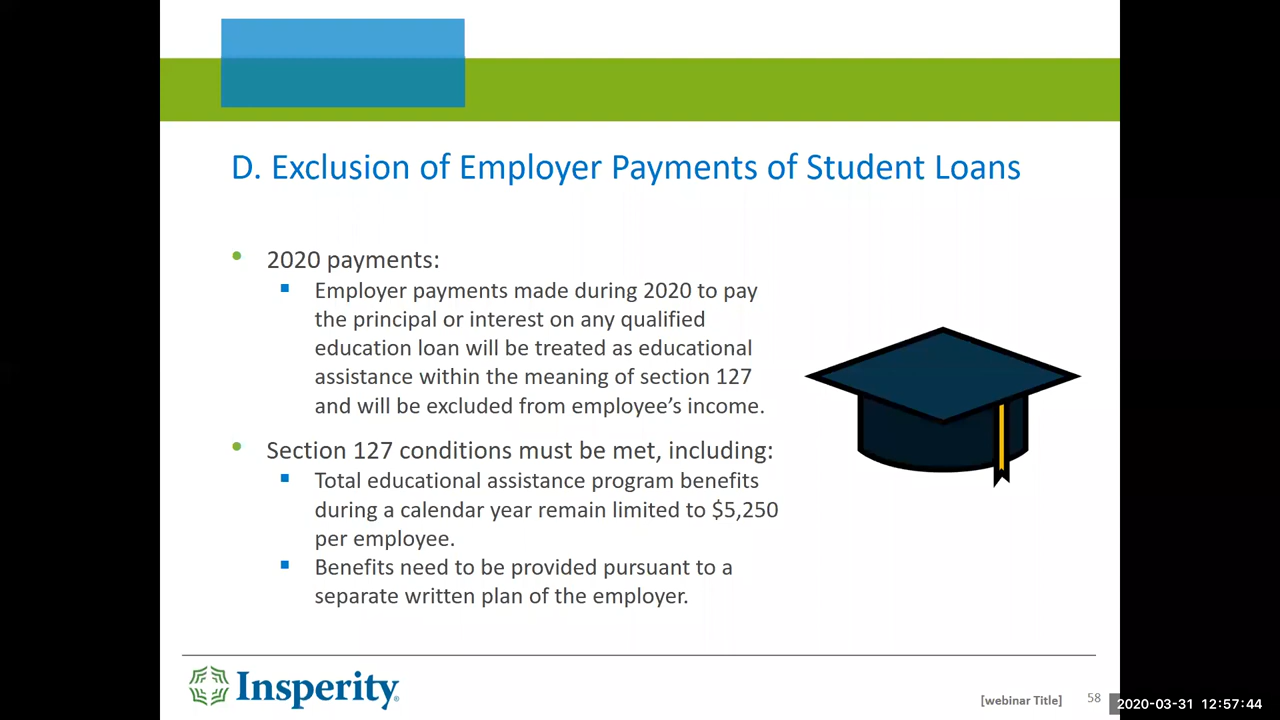 D. Exclusion of Employer Payments of Student Loans
• 2020 payments:
▪ Employer payments made during 2020 to pay
the principal or interest on any qualified
education loan will be treated as educational
assistance within the meaning of section 127
and will be excluded from employee’s income.
• Section 127 conditions must be met, including:
▪ Total educational assistance program benefits
during a calendar year remain limited to $5,250
per employee.
▪ Benefits need to be provided pursuant to a
separate written plan of the employer.
Insperity®
[webinar Title] 58
2020-03-31 12:57:44